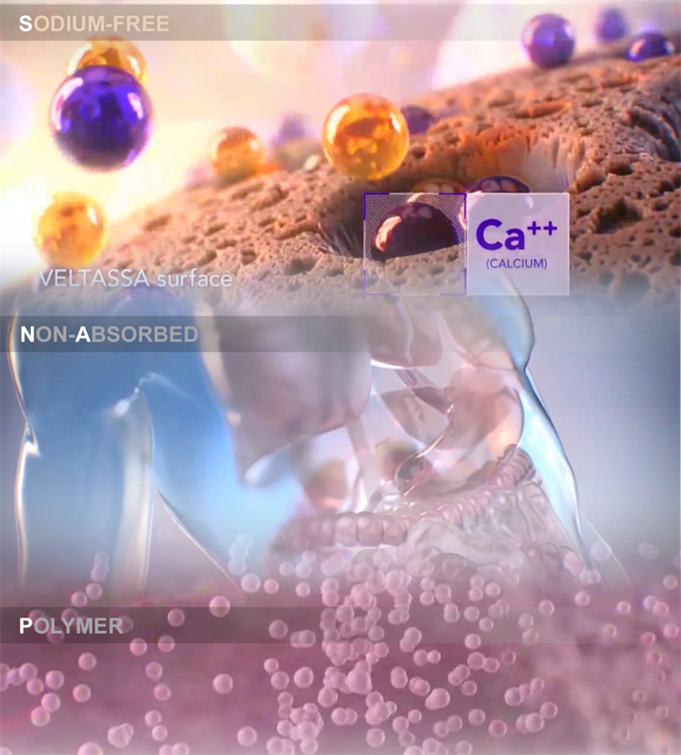 SODIUM-FREE
Ca++
(CALCIUM)
VELTASSA surface
NON-ABSORBED
POLYMER